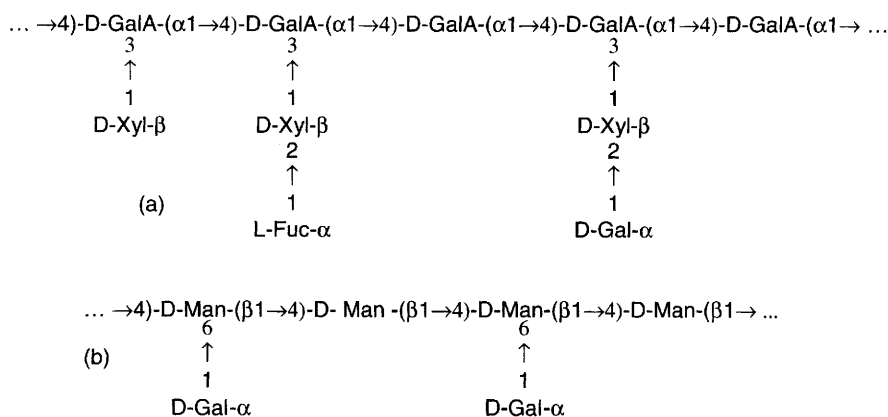 ... →4)-D-GalA-(α1→4)-D-GalA-(α1→4)-D-GalA-(α1→4)-D-GalA-(α1→4)-D-GalA-(α1→ ...
3 3 3
↑ ↑ ↑
1 1 1
D-Xyl-β D-Xyl-β D-Xyl-β
2 2
↑ ↑
(a) 1 1
L-Fuc-α D-Gal-α
... →4)-D-Man-(β1→4)-D- Man -(β1→4)-D-Man-(β1→4)-D-Man-(β1→ ...
6 6
(b) ↑ ↑
1 1
D-Gal-α D-Gal-α